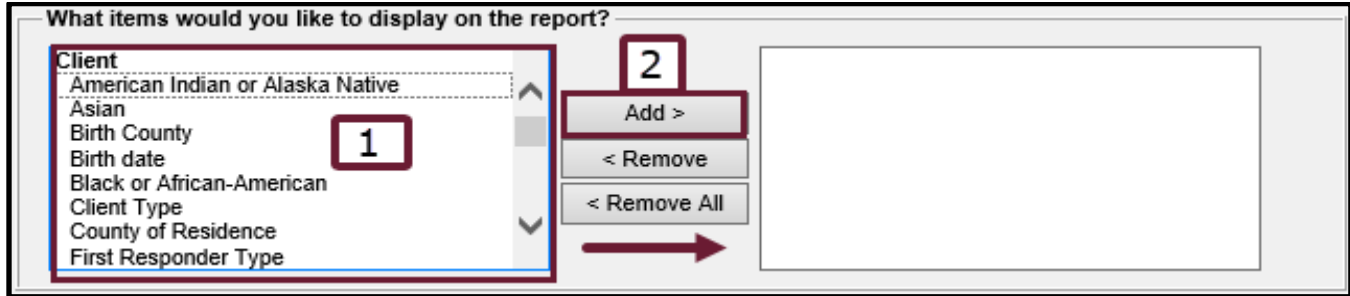 What items would you like to display on the report?
Client
American Indian or Alaska Native
Asian
Birth County
Birth date
Black or African-American
Client Type
County of Residence
First Responder Type
1
2
Add >
< Remove
< Remove All